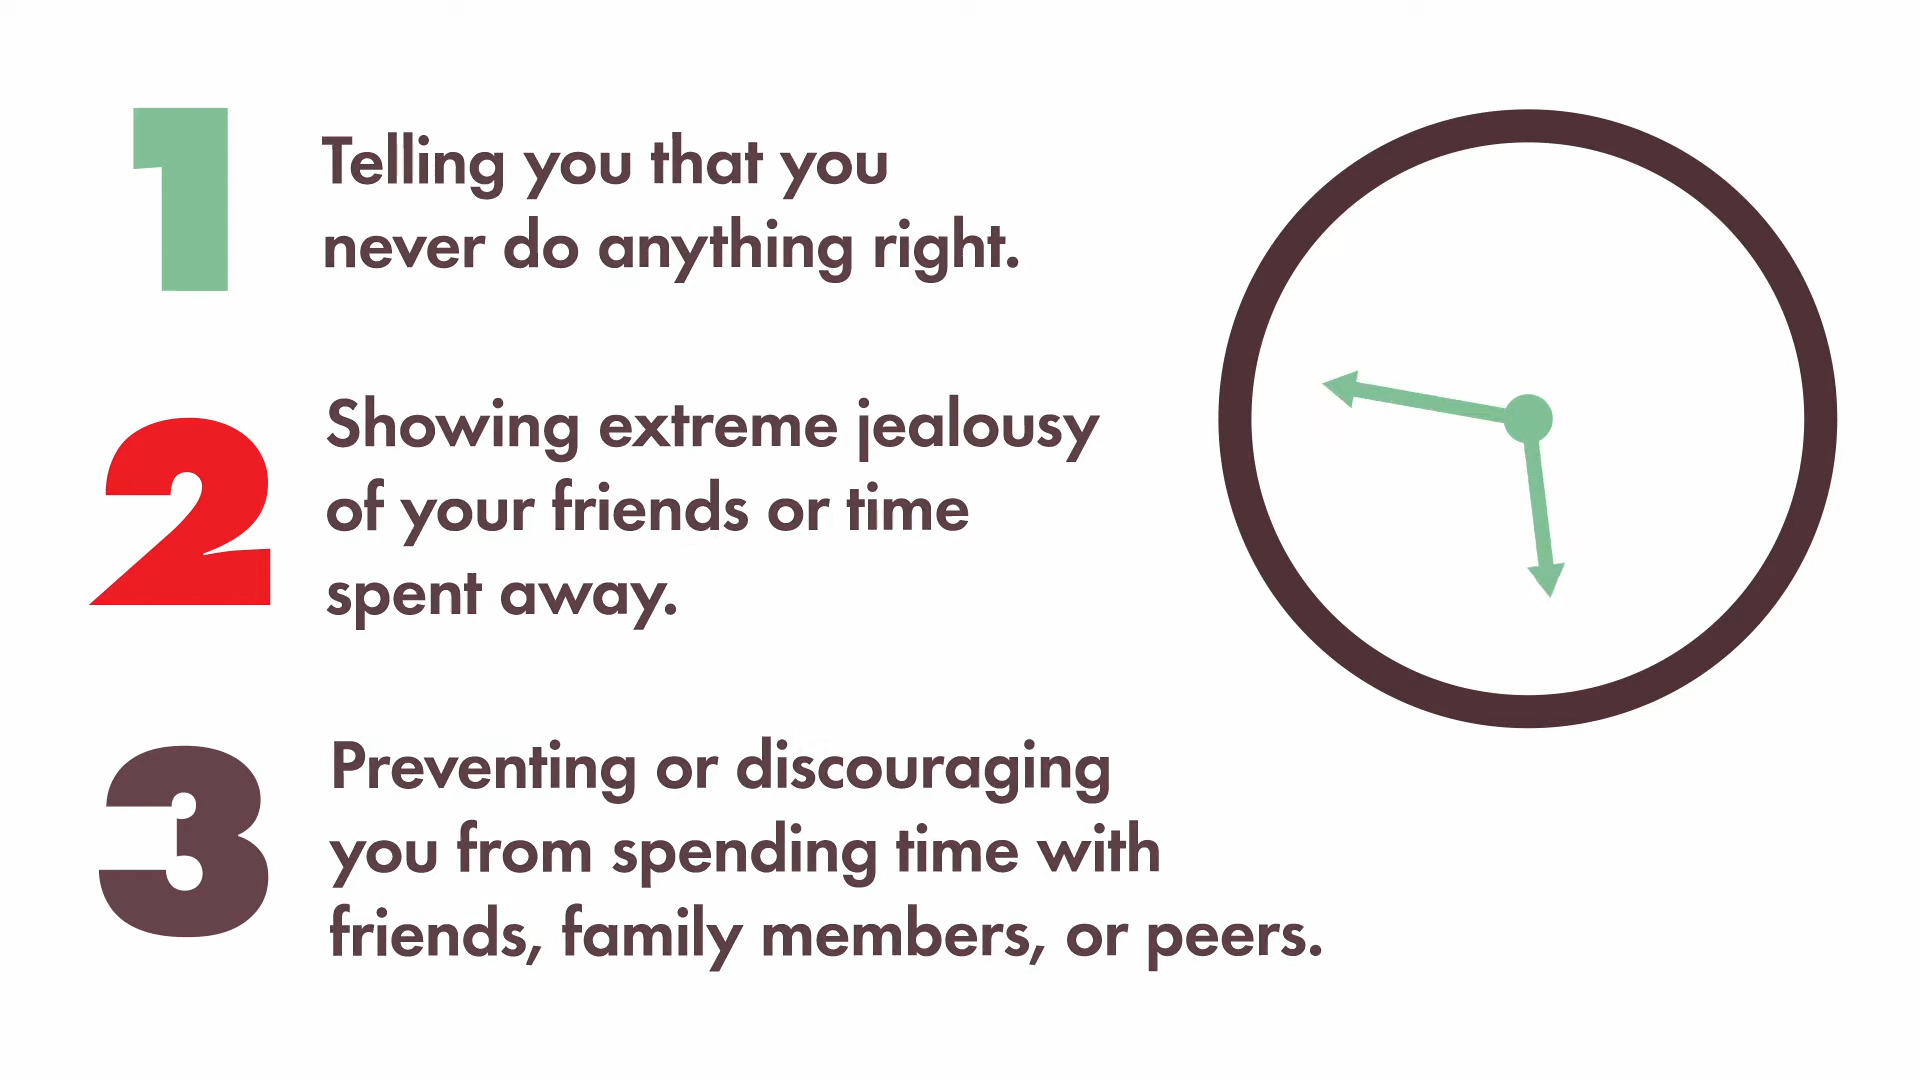 1 Telling you that you
never do anything right.
2 Showing extreme jealousy
of your friends or time
spent away.
3 Preventing or discouraging
you from spending time with
friends, family members, or peers.